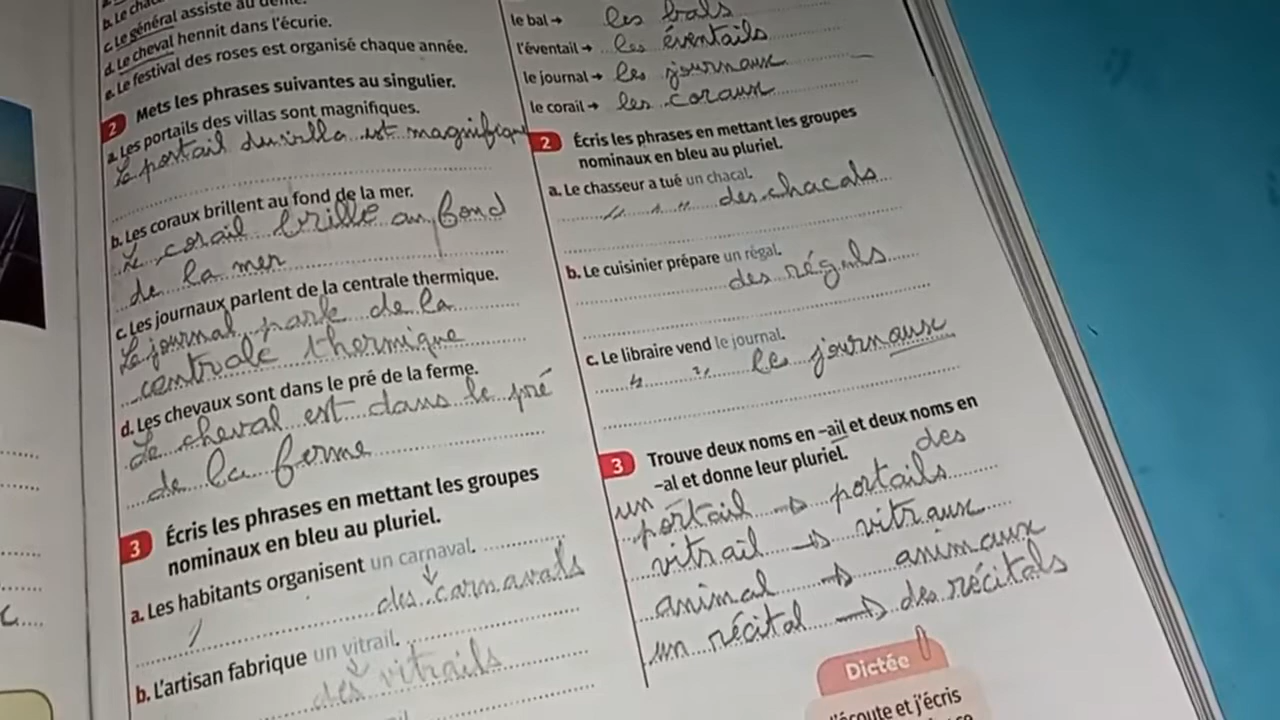 b. Le
c. Le général assiste au
d. Le cheval hennit dans l'écurie.
e. Le festival des roses est organisé chaque année.
2 Mets les phrases suivantes au singulier.
a. Les portails des villas sont magnifiques.
Le portail du villa est magnifique
b. Les coraux brillent au fond de la mer.
Le corail brille au fond
de la mer
c. Les journaux parlent de la centrale thermique.
Le journal parle de la
centrale thermique
d. Les chevaux sont dans le pré de la ferme.
Le cheval est dans le pré
de la ferme
3 Écris les phrases en mettant les groupes
nominaux en bleu au pluriel.
a. Les habitants organisent un carnaval.
des carnavals
b. L'artisan fabrique un vitrail.
des vitrails
le bal → les bals
l'éventail → les éventails
le journal → les journaux
le corail → les coraux
2 Écris les phrases en mettant les groupes
nominaux en bleu au pluriel.
a. Le chasseur a tué un chacal.
" " " des chacals
b. Le cuisinier prépare un régal.
des régals
c. Le libraire vend le journal.
" " les journaux
3 Trouve deux noms en –ail et deux noms en
–al et donne leur pluriel.
des
un
portail → portails
vitrail → vitraux
animal → animaux
un récital → des récitals
Dictée
J'écoute et j'écris